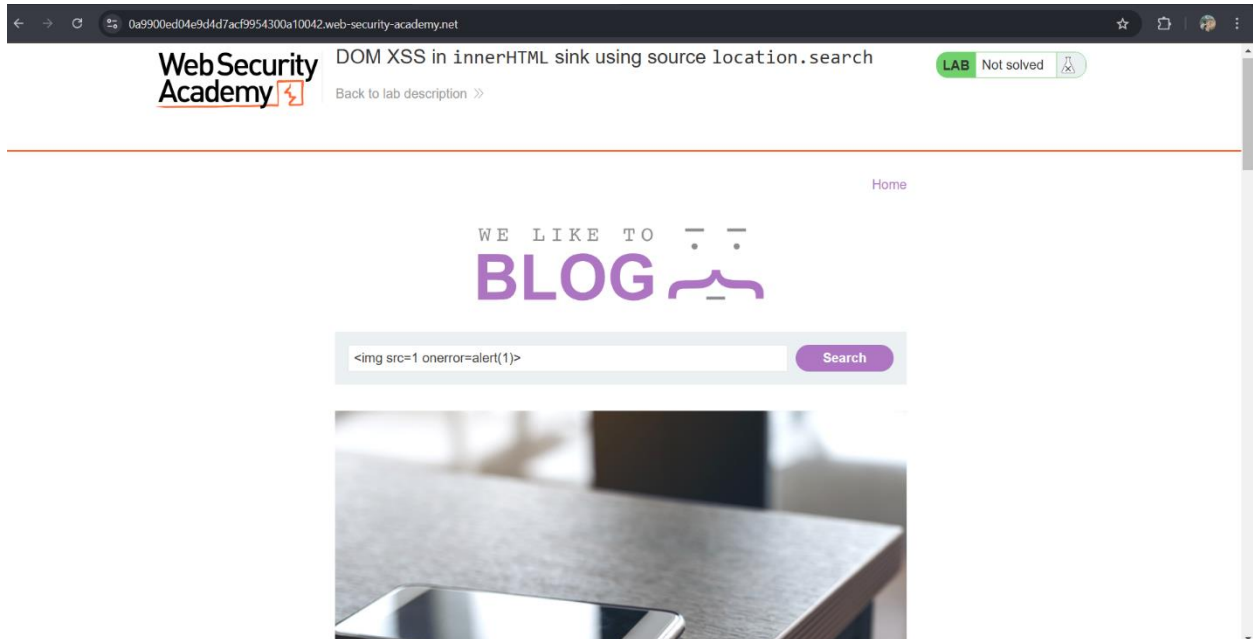 0a9900ed04e9d4d7acf9954300a10042.web-security-academy.net
Web Security
Academy
DOM XSS in innerHTML sink using source location.search
Back to lab description
LAB Not solved
Home
WE LIKE TO
BLOG
<img src=1 onerror=alert(1)>
Search